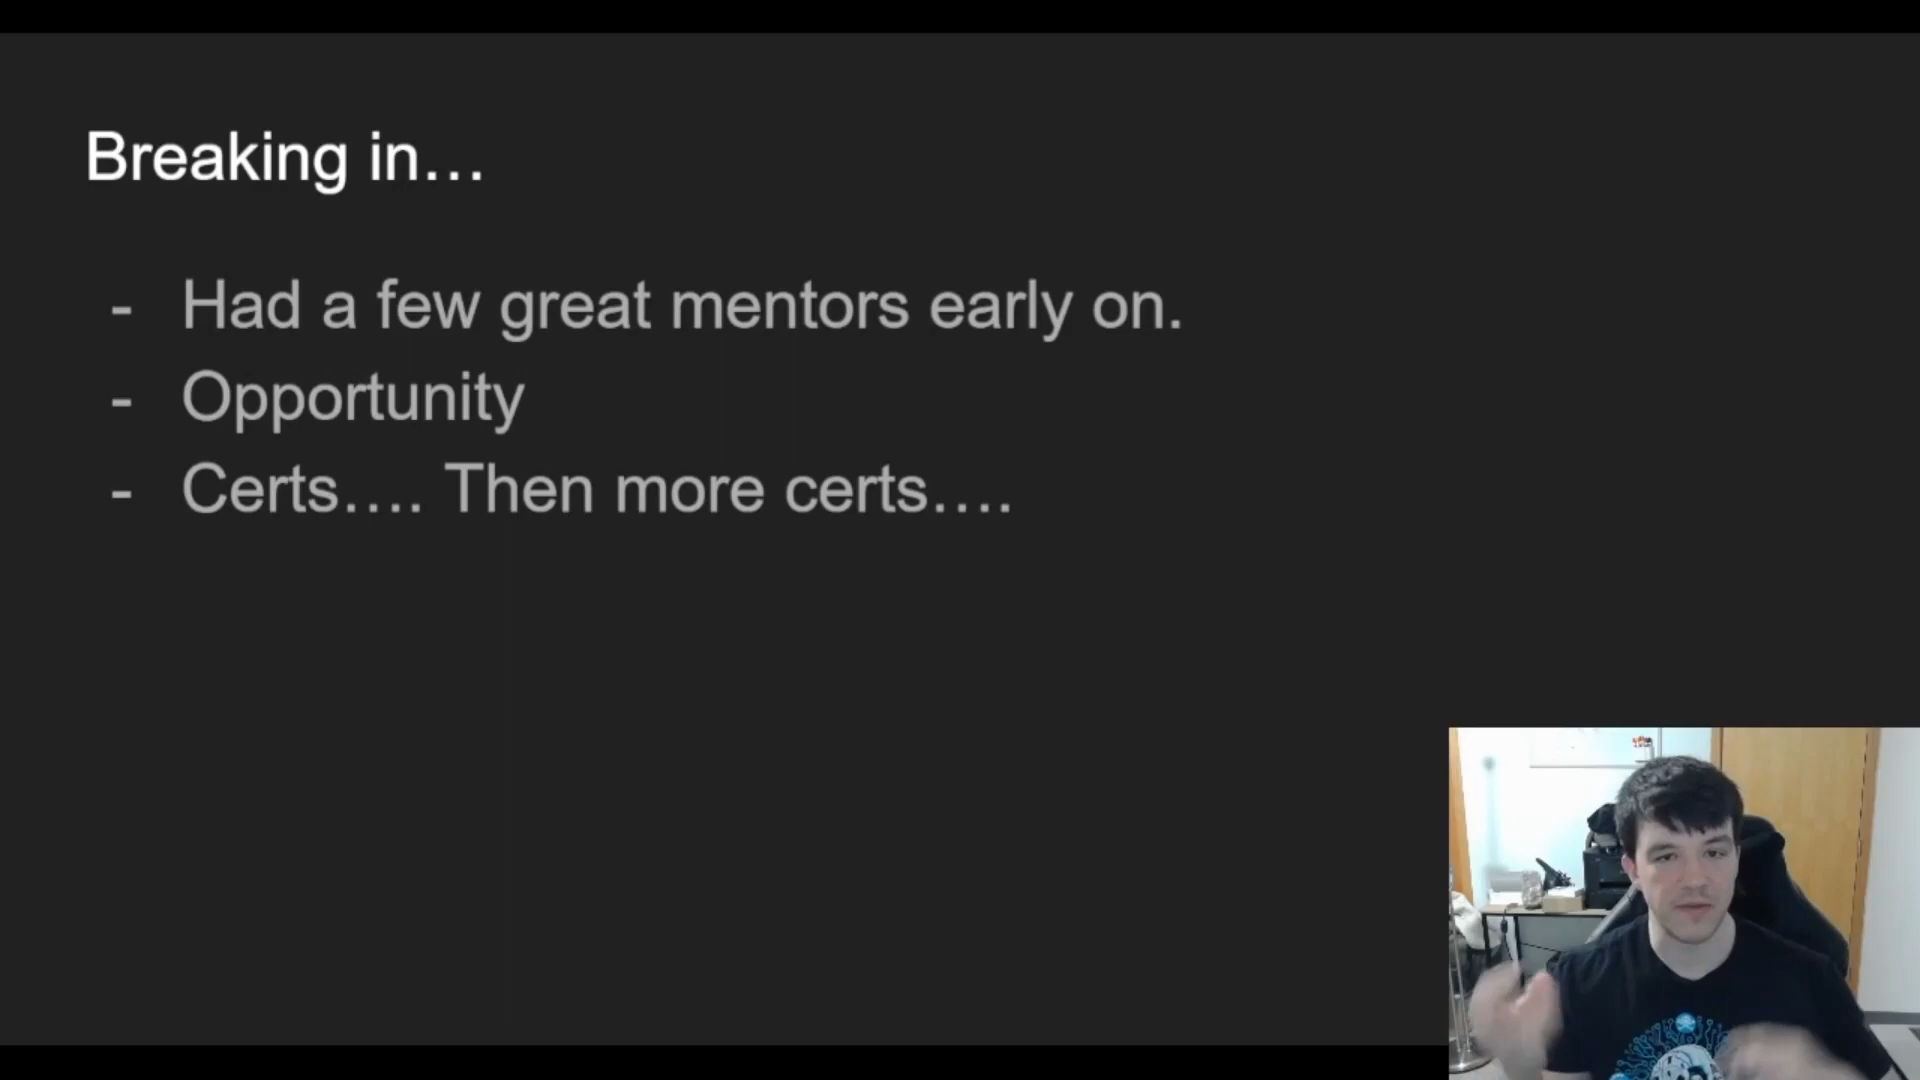 Breaking in…
- Had a few great mentors early on.
- Opportunity
- Certs…. Then more certs….